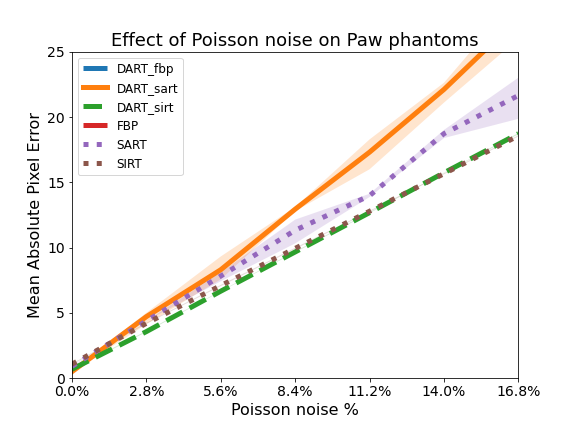 Effect of Poisson noise on Paw phantoms
Mean Absolute Pixel Error
25
20
15
10
5
0
DART_fbp
DART_sart
DART_sirt
FBP
SART
SIRT
0.0% 2.8% 5.6% 8.4% 11.2% 14.0% 16.8%
Poisson noise %